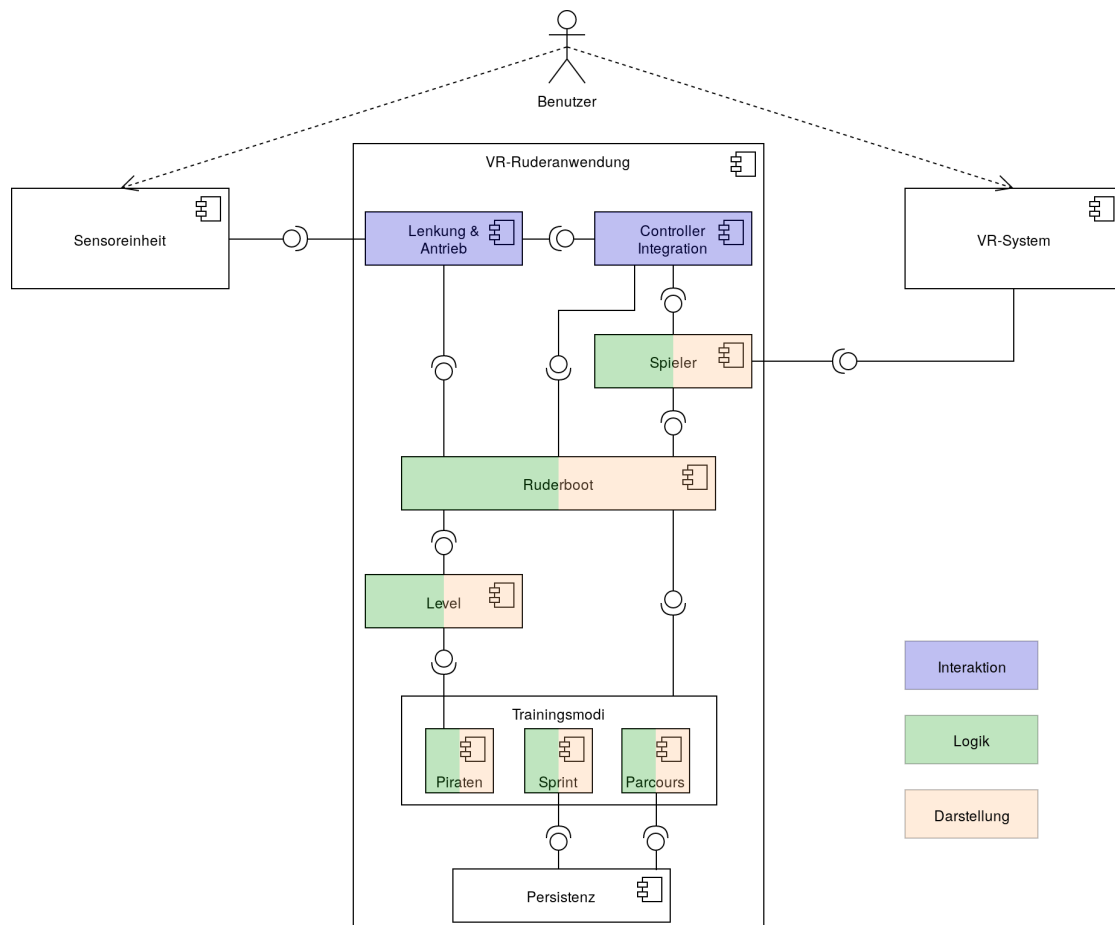 Benutzer
VR-Ruderanwendung
Sensoreinheit
Lenkung &
Antrieb
Controller
Integration
VR-System
Spieler
Ruderboot
Level
Trainingsmodi
Piraten
Sprint
Parcours
Persistenz
Interaktion
Logik
Darstellung